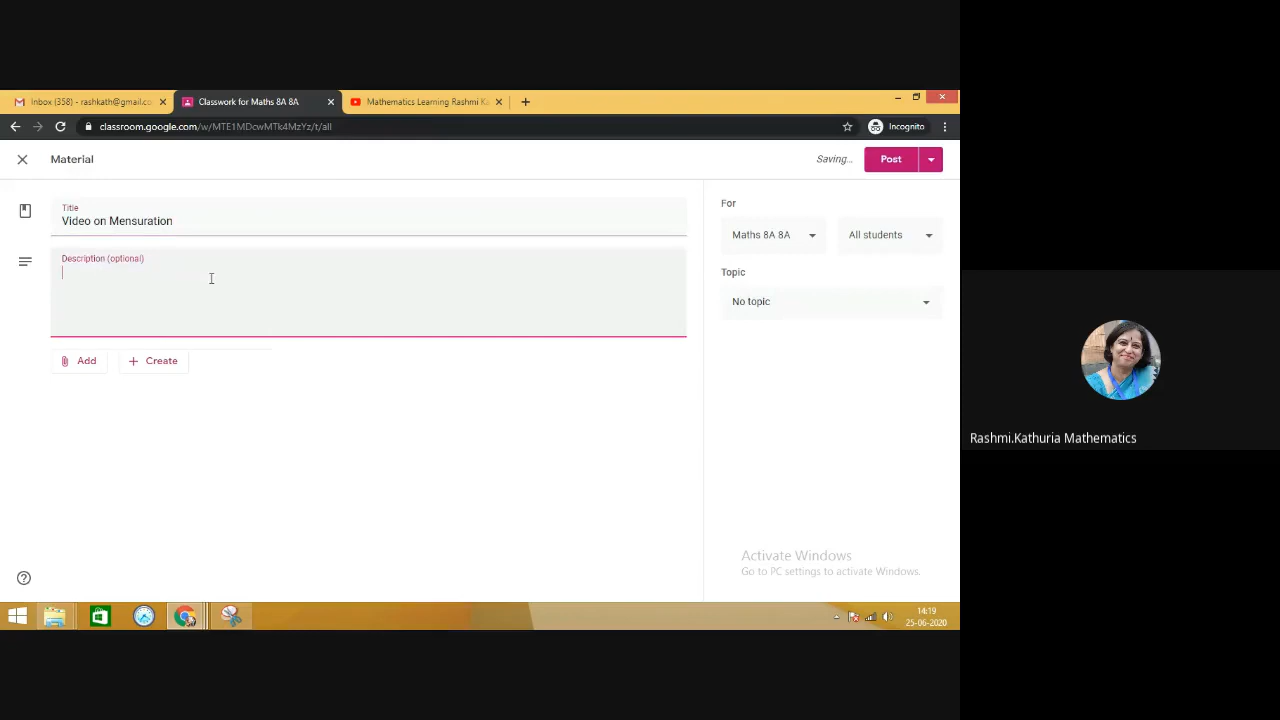 Inbox (358) - rashkath@gmail.co
Classwork for Maths 8A 8A
Mathematics Learning Rashmi Ka
classroom.google.com/w/MTE1MDcwMTk4MzYz/t/all
Incognito
Material
Saving...
Post
Title
Video on Mensuration
Description (optional)
Add
Create
For
Maths 8A 8A
All students
Topic
No topic
Activate Windows
Go to PC settings to activate Windows.
14:19
25-06-2020
Rashmi.Kathuria Mathematics